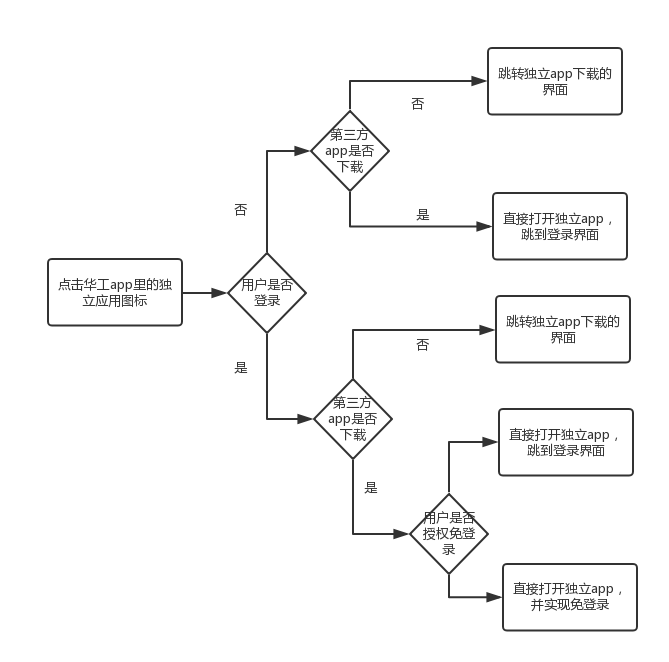 跳转独立app下载的
界面
否
第三方
app是否
下载
否
是
直接打开独立app，
跳到登录界面
点击华工app里的独
立应用图标
用户是否
登录
跳转独立app下载的
界面
否
是
第三方
app是否
下载
直接打开独立app，
跳到登录界面
是
用户是否
授权免登
录
直接打开独立app，
并实现免登录